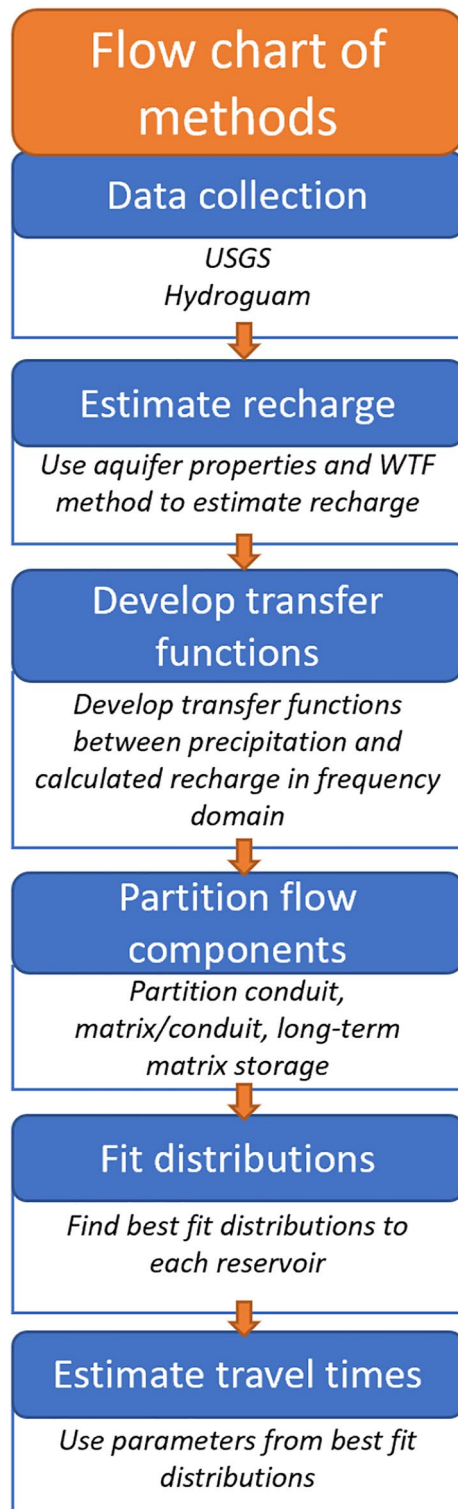 Flow chart of
methods
Data collection
USGS
Hydroguam
Estimate recharge
Use aquifer properties and WTF
method to estimate recharge
Develop transfer
functions
Develop transfer functions
between precipitation and
calculated recharge in frequency
domain
Partition flow
components
Partition conduit,
matrix/conduit, long-term
matrix storage
Fit distributions
Find best fit distributions to
each reservoir
Estimate travel times
Use parameters from best fit
distributions